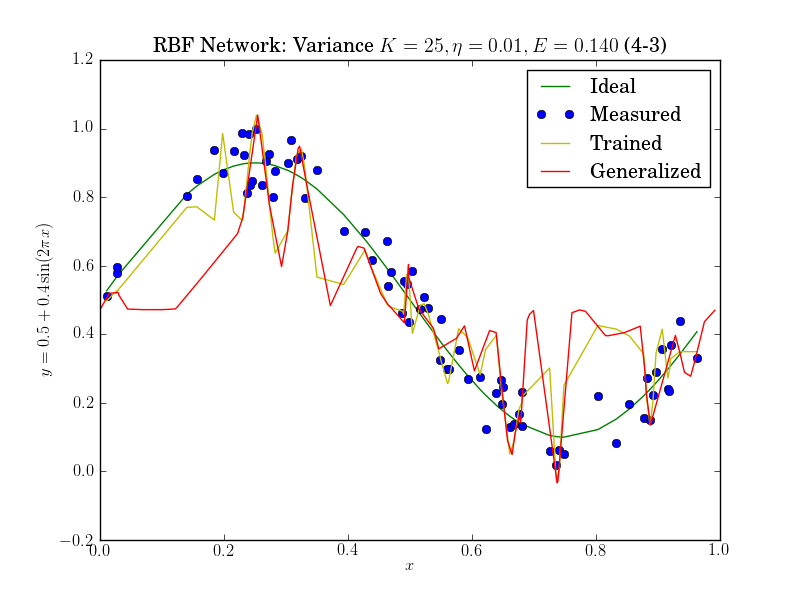 RBF Network: Variance K = 25, η = 0.01, E = 0.140 (4-3)
Ideal
Measured
Trained
Generalized
y = 0.5 + 0.4 sin(2πx)
1.2
1.0
0.8
0.6
0.4
0.2
0.0
−0.2
0.0 0.2 0.4 0.6 0.8 1.0
x